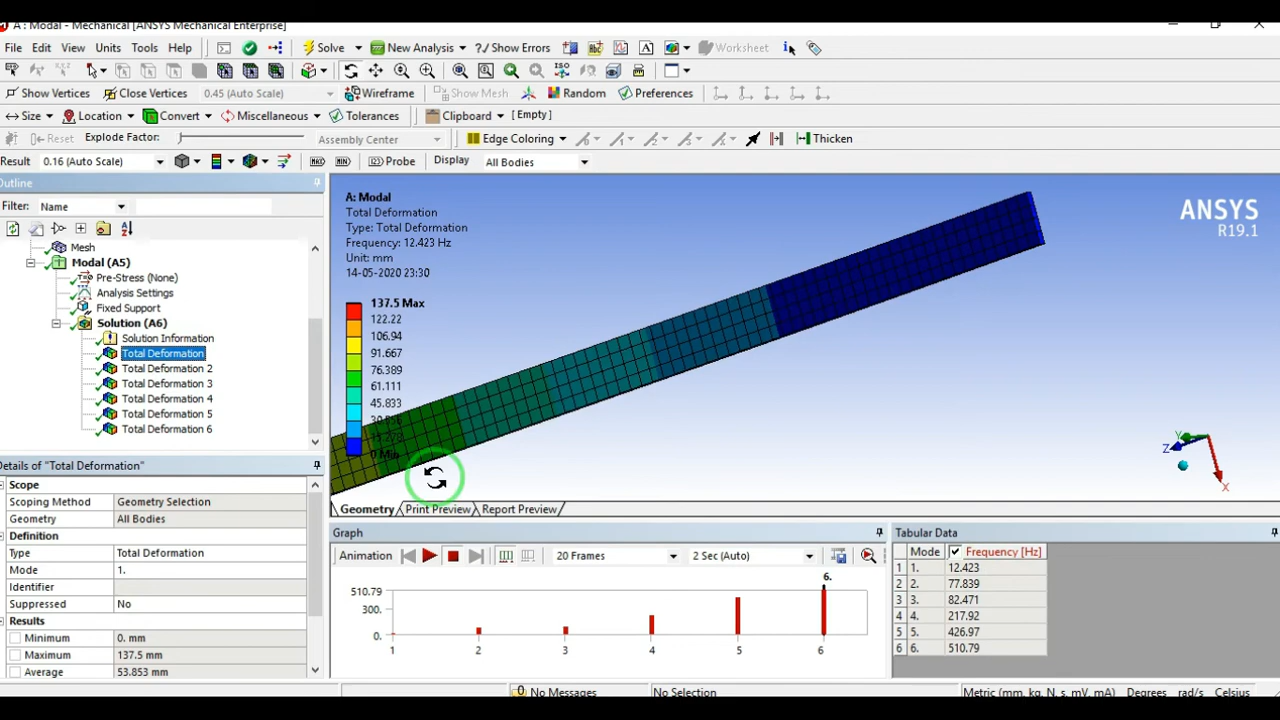 A : Modal - Mechanical [ANSYS Mechanical Enterprise]
File Edit View Units Tools Help Solve New Analysis ?/ Show Errors Worksheet
Show Vertices Close Vertices 0.45 (Auto Scale) Wireframe Show Mesh Random Preferences
Size Location Convert Miscellaneous Tolerances Clipboard [Empty]
Reset Explode Factor: Assembly Center Edge Coloring Thicken
Result 0.16 (Auto Scale) MAX MIN Probe Display All Bodies
Outline
Filter: Name
Mesh
Modal (A5)
Pre-Stress (None)
Analysis Settings
Fixed Support
Solution (A6)
Solution Information
Total Deformation
Total Deformation 2
Total Deformation 3
Total Deformation 4
Total Deformation 5
Total Deformation 6
Details of "Total Deformation"
Scope
Scoping Method Geometry Selection
Geometry All Bodies
Definition
Type Total Deformation
Mode 1.
Identifier
Suppressed No
Results
Minimum 0. mm
Maximum 137.5 mm
Average 53.853 mm
A: Modal
Total Deformation
Type: Total Deformation
Frequency: 12.423 Hz
Unit: mm
14-05-2020 23:30
137.5 Max
122.22
106.94
91.667
76.389
61.111
45.833
0 Min
ANSYS
R19.1
Y
Z
X
Geometry Print Preview Report Preview
Graph
Animation 20 Frames 2 Sec (Auto)
6.
510.79
300.
0.
1 2 3 4 5 6
Tabular Data
Mode Frequency [Hz]
1 1. 12.423
2 2. 77.839
3 3. 82.471
4 4. 217.92
5 5. 426.97
6 6. 510.79
0 No Messages No Selection Metric (mm, kg, N, s, mV, mA) Degrees rad/s Celsius